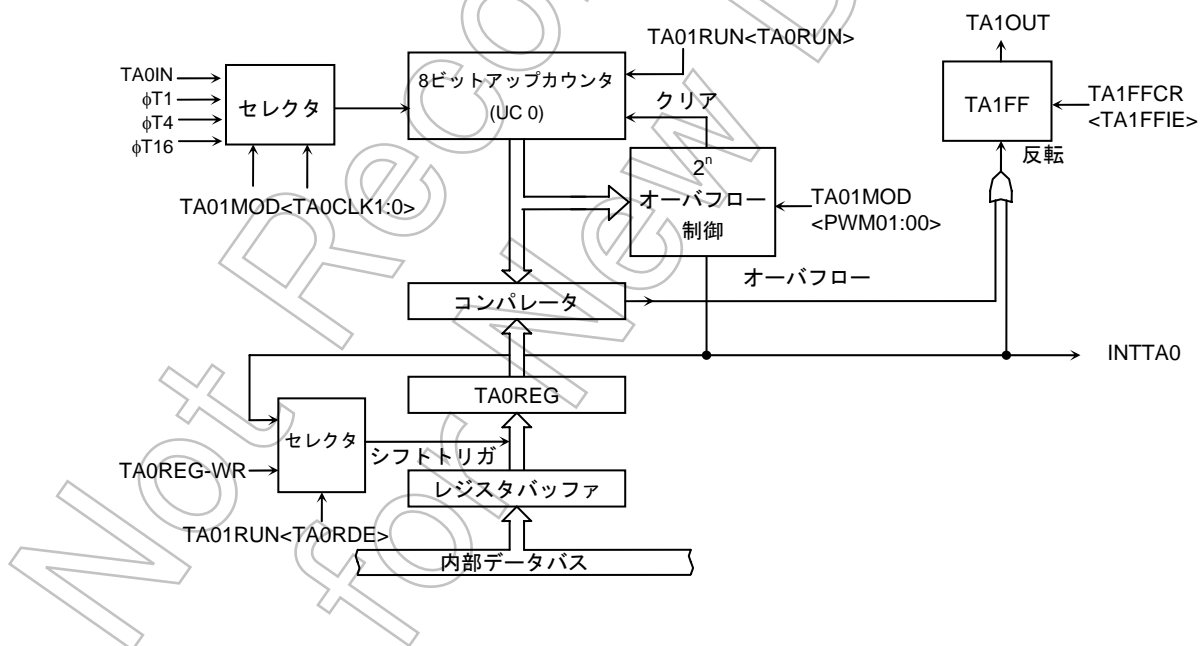 TA1OUT
TA01RUN<TA0RUN>
TA0IN
φT1
φT4
φT16
セレクタ
8ビットアップカウンタ
(UC 0)
クリア
TA1FF
TA1FFCR
<TA1FFIE>
反転
TA01MOD<TA0CLK1:0>
2ⁿ
オーバフロー
制御
TA01MOD
<PWM01:00>
オーバフロー
コンパレータ
INTTA0
TA0REG
セレクタ
シフトトリガ
TA0REG-WR
レジスタバッファ
TA01RUN<TA0RDE>
内部データバス